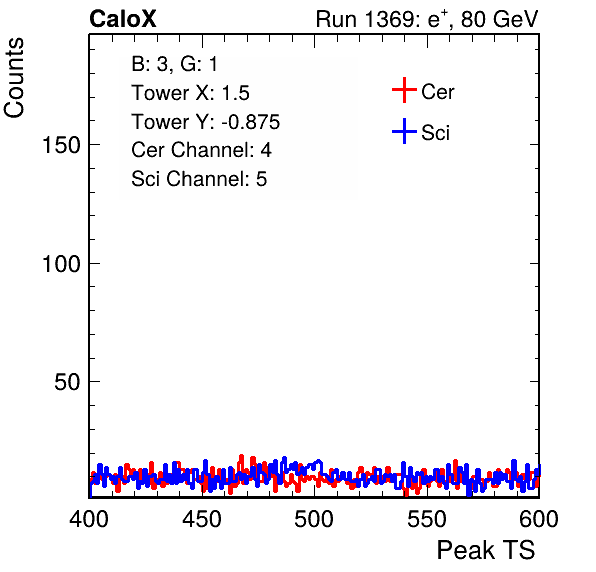 CaloX Run 1369: e⁺, 80 GeV
Counts
B: 3, G: 1
Tower X: 1.5
Tower Y: -0.875
Cer Channel: 4
Sci Channel: 5
Cer
Sci
150
100
50
400 450 500 550 600
Peak TS